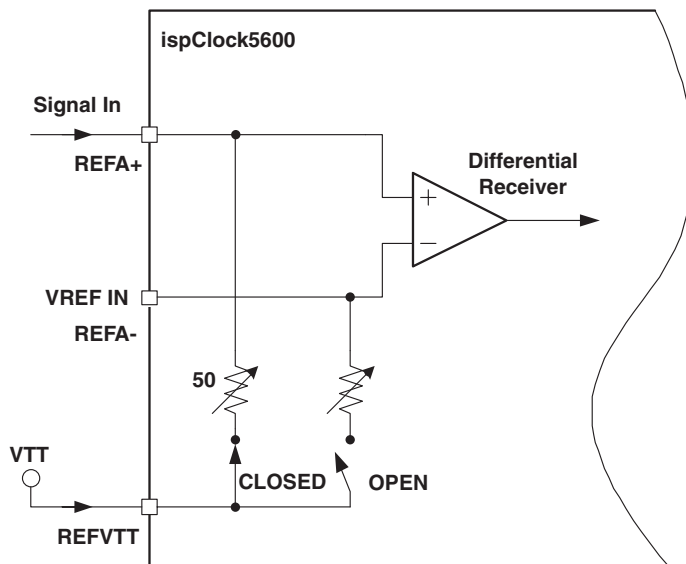 ispClock5600
Signal In
REFA+
Differential
Receiver
+
−
VREF IN
REFA-
50
VTT
CLOSED
OPEN
REFVTT